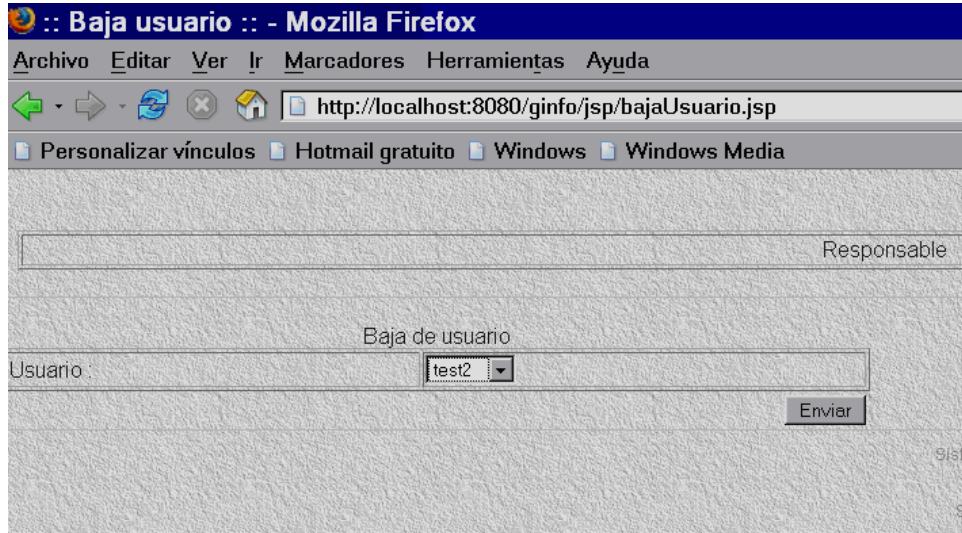 :: Baja usuario :: - Mozilla Firefox
Archivo Editar Ver Ir Marcadores Herramientas Ayuda
http://localhost:8080/ginfo/jsp/bajaUsuario.jsp
Personalizar vínculos Hotmail gratuito Windows Windows Media
Responsable
Baja de usuario
Usuario : test2
Enviar